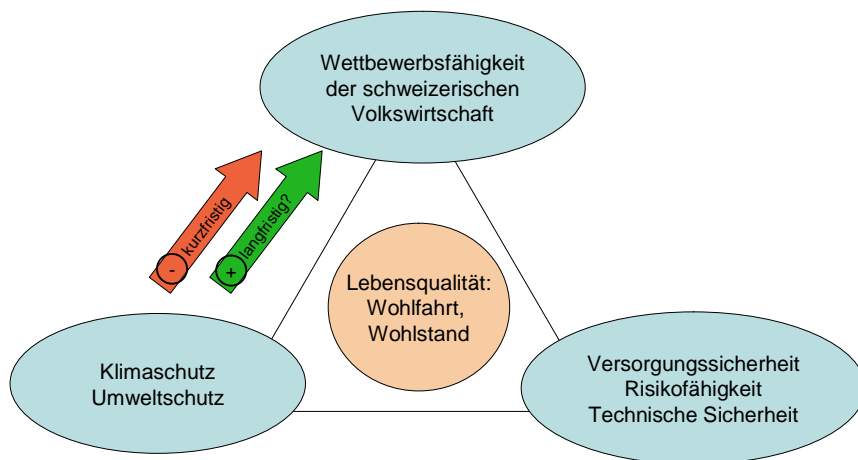 Wettbewerbsfähigkeit
der schweizerischen
Volkswirtschaft
- kurzfristig
+ langfristig?
Lebensqualität:
Wohlfahrt,
Wohlstand
Klimaschutz
Umweltschutz
Versorgungssicherheit
Risikofähigkeit
Technische Sicherheit